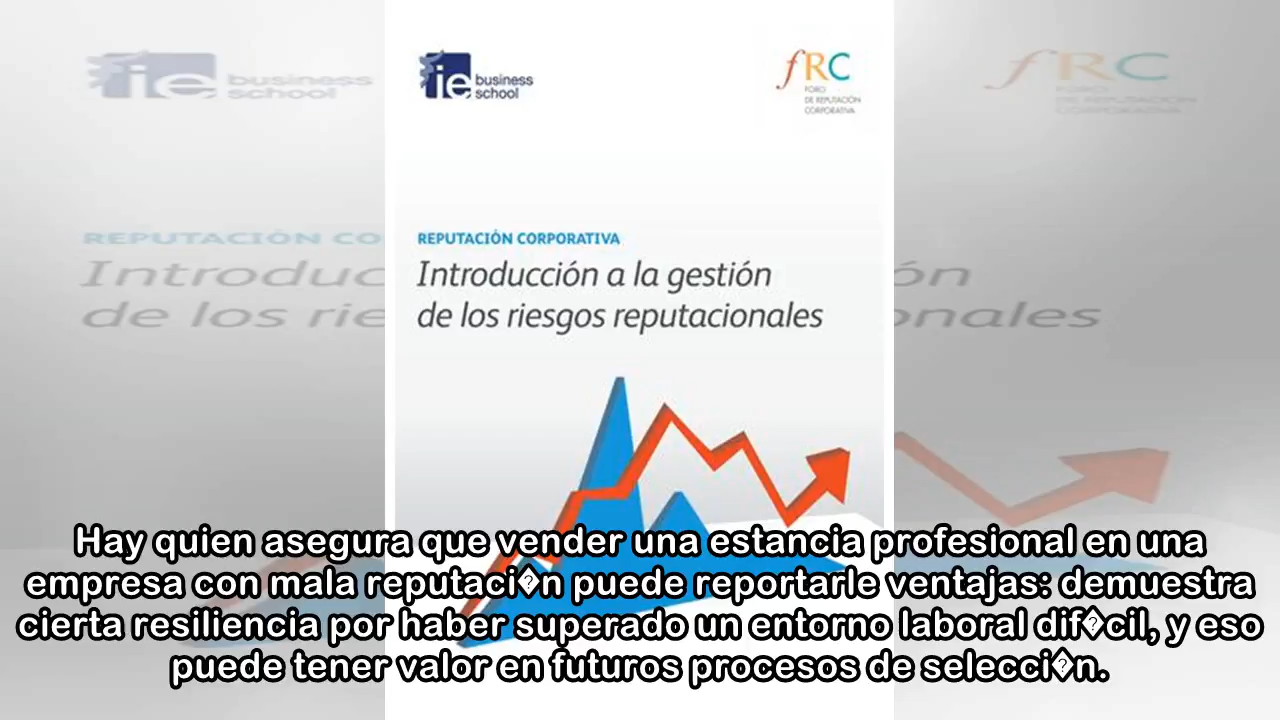 ie business
school
fRC
FORO
DE REPUTACIÓN
CORPORATIVA
REPUTACIÓN CORPORATIVA
Introducción a la gestión
de los riesgos reputacionales
Hay quien asegura que vender una estancia profesional en una
empresa con mala reputaci�n puede reportarle ventajas: demuestra
cierta resiliencia por haber superado un entorno laboral dif�cil, y eso
puede tener valor en futuros procesos de selecci�n.